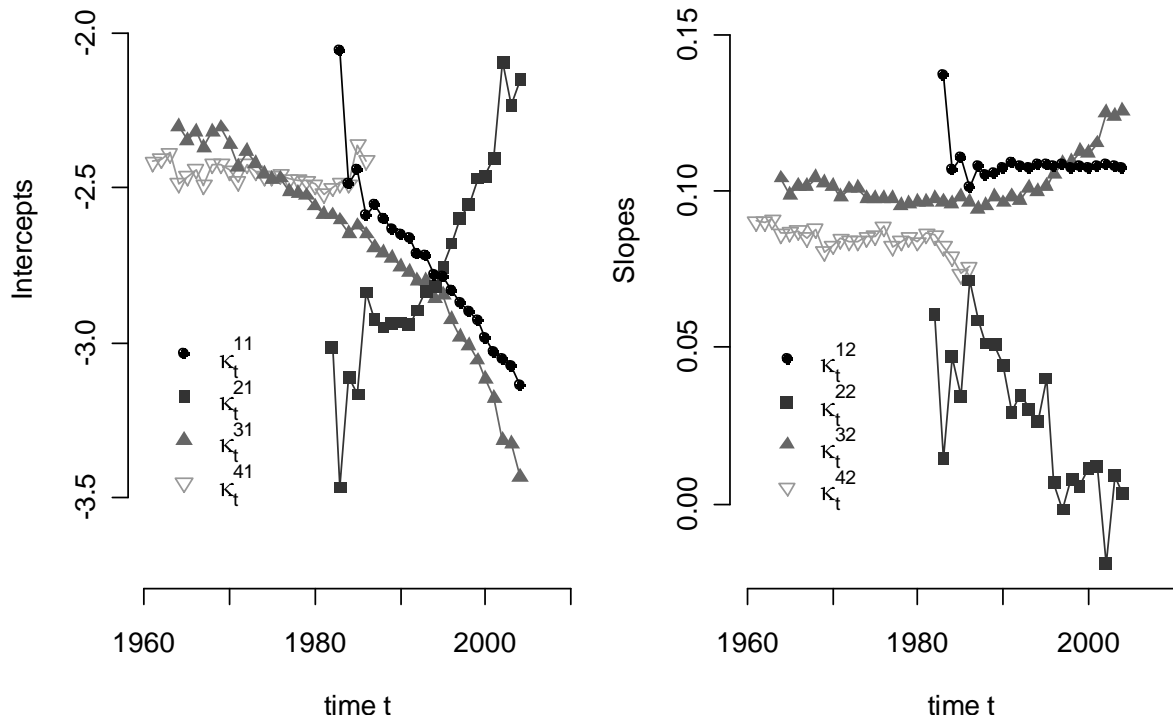 Intercepts
-2.0
-2.5
-3.0
-3.5
κt11
κt21
κt31
κt41
1960
1980
2000
time t
Slopes
0.15
0.10
0.05
0.00
κt12
κt22
κt32
κt42
1960
1980
2000
time t